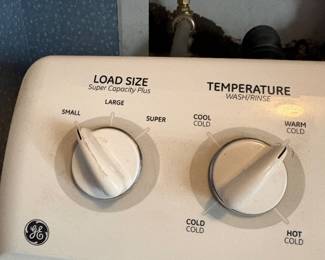 LOAD SIZE
Super Capacity Plus
SMALL
LARGE
SUPER
TEMPERATURE
WASH/RINSE
COOL
COLD
WARM
COLD
COLD
COLD
HOT
COLD
GE